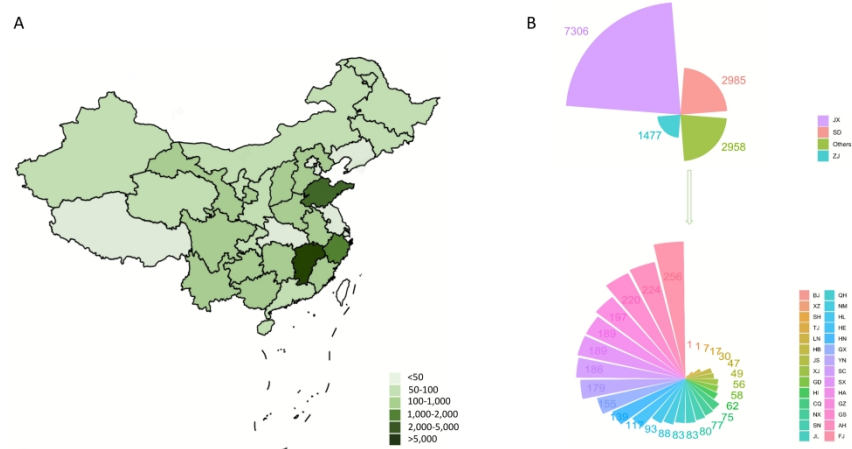 A
<50
50-100
100-1,000
1,000-2,000
2,000-5,000
>5,000
B
7306
2985
1477
2958
JX
SD
Others
ZJ
256
224
220
197
189
189
186
179
155
139
117
93
88
83
83
80
77
75
62
58
56
49
47
30
17
7
1
1
BJ
XZ
SH
TJ
LN
HB
JS
XJ
GD
HI
CQ
NX
SN
JL
QH
NM
HL
HE
HN
GX
YN
SC
SX
HA
GZ
GS
AH
FJ